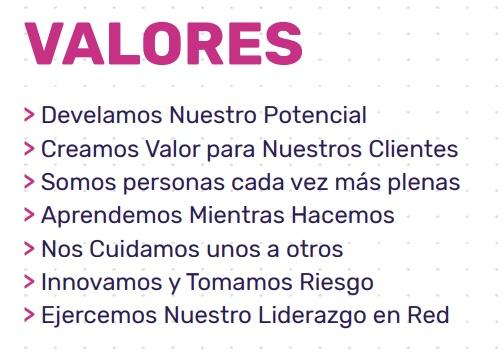 VALORES
> Develamos Nuestro Potencial
> Creamos Valor para Nuestros Clientes
> Somos personas cada vez más plenas
> Aprendemos Mientras Hacemos
> Nos Cuidamos unos a otros
> Innovamos y Tomamos Riesgo
> Ejercemos Nuestro Liderazgo en Red